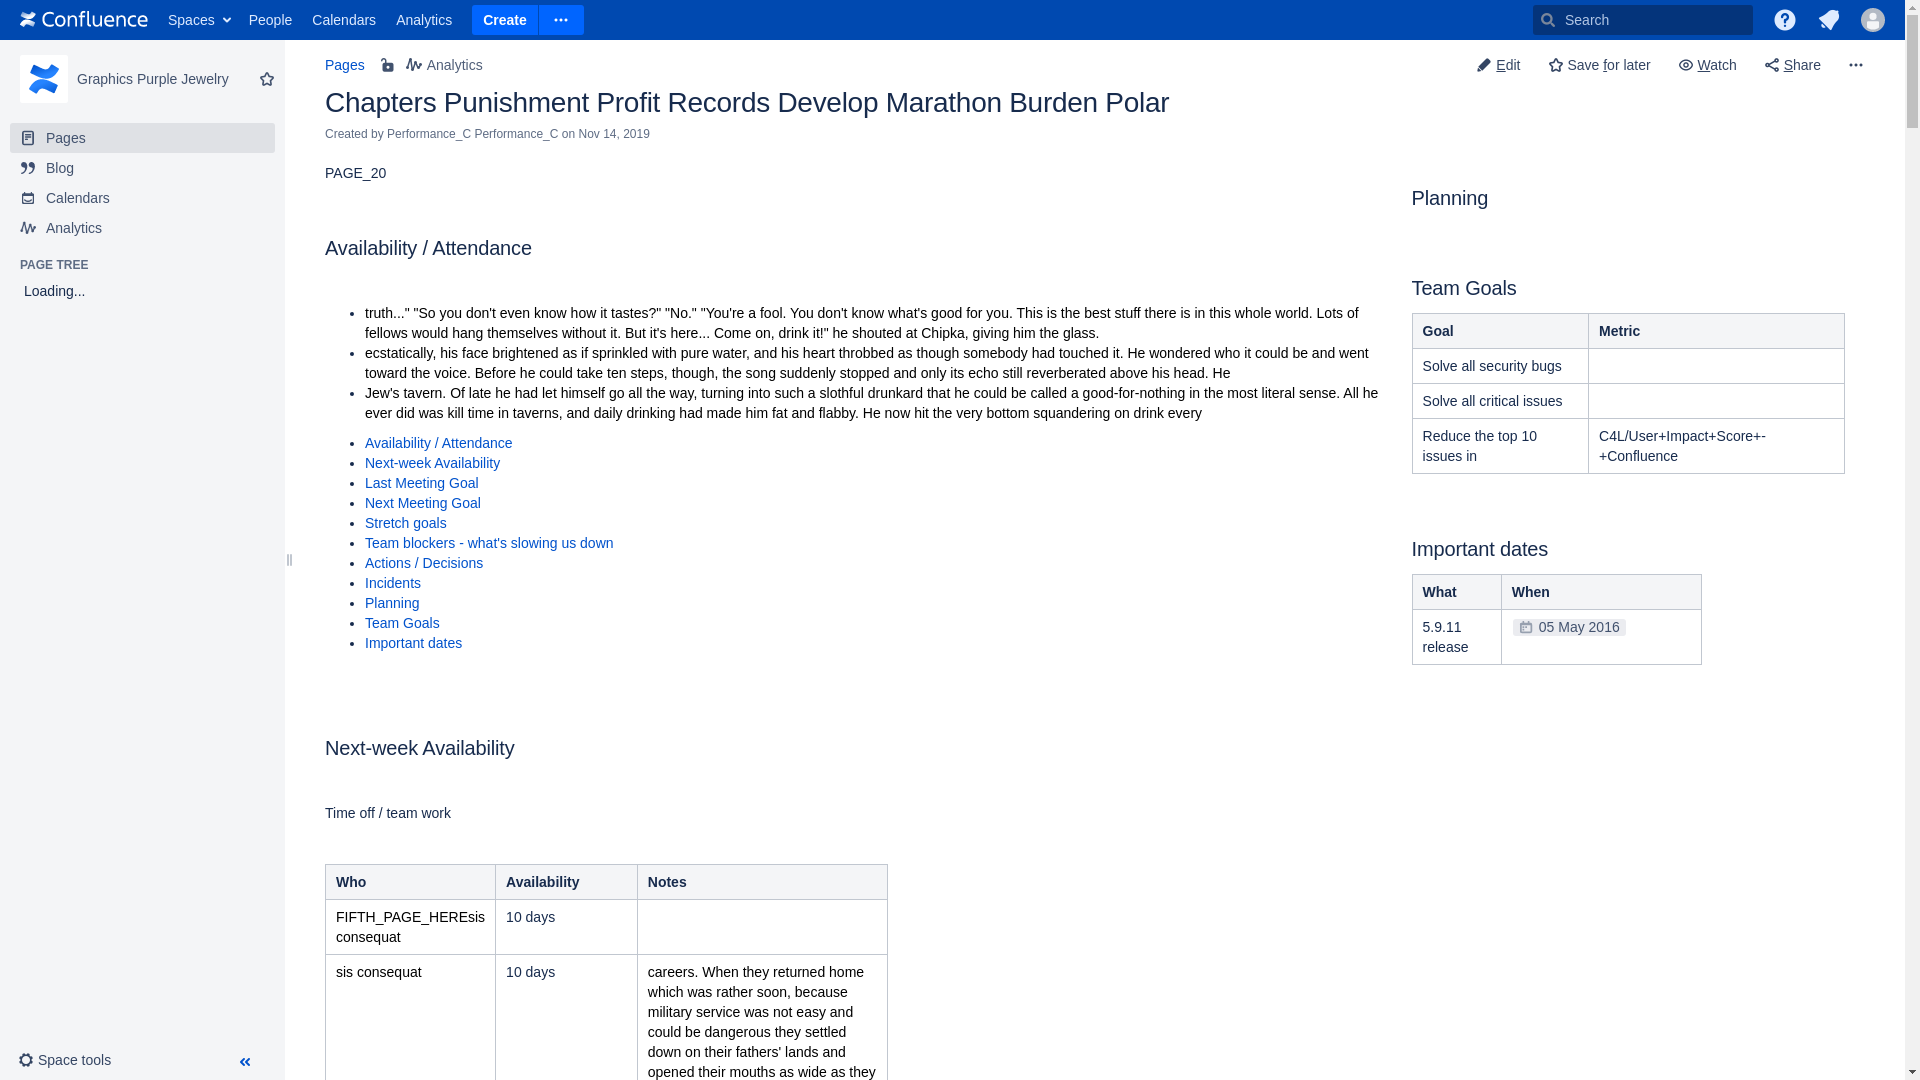 Confluence Spaces People Calendars Analytics Create Search
Graphics Purple Jewelry
Pages
Blog
Calendars
Analytics
PAGE TREE
Loading...
Space tools
Pages Analytics
Edit Save for later Watch Share
Chapters Punishment Profit Records Develop Marathon Burden Polar
Created by Performance_C Performance_C on Nov 14, 2019
PAGE_20
Availability / Attendance
truth..." "So you don't even know how it tastes?" "No." "You're a fool. You don't know what's good for you. This is the best stuff there is in this whole world. Lots of
fellows would hang themselves without it. But it's here... Come on, drink it!" he shouted at Chipka, giving him the glass.
ecstatically, his face brightened as if sprinkled with pure water, and his heart throbbed as though somebody had touched it. He wondered who it could be and went
toward the voice. Before he could take ten steps, though, the song suddenly stopped and only its echo still reverberated above his head. He
Jew's tavern. Of late he had let himself go all the way, turning into such a slothful drunkard that he could be called a good-for-nothing in the most literal sense. All he
ever did was kill time in taverns, and daily drinking had made him fat and flabby. He now hit the very bottom squandering on drink every
Availability / Attendance
Next-week Availability
Last Meeting Goal
Next Meeting Goal
Stretch goals
Team blockers - what's slowing us down
Actions / Decisions
Incidents
Planning
Team Goals
Important dates
Next-week Availability
Time off / team work
Who Availability Notes
FIFTH_PAGE_HEREsis
consequat
10 days
sis consequat
10 days
careers. When they returned home
which was rather soon, because
military service was not easy and
could be dangerous they settled
down on their fathers' lands and
opened their mouths as wide as they
Planning
Team Goals
Goal Metric
Solve all security bugs
Solve all critical issues
Reduce the top 10
issues in
C4L/User+Impact+Score+-
+Confluence
Important dates
What When
5.9.11
release
05 May 2016